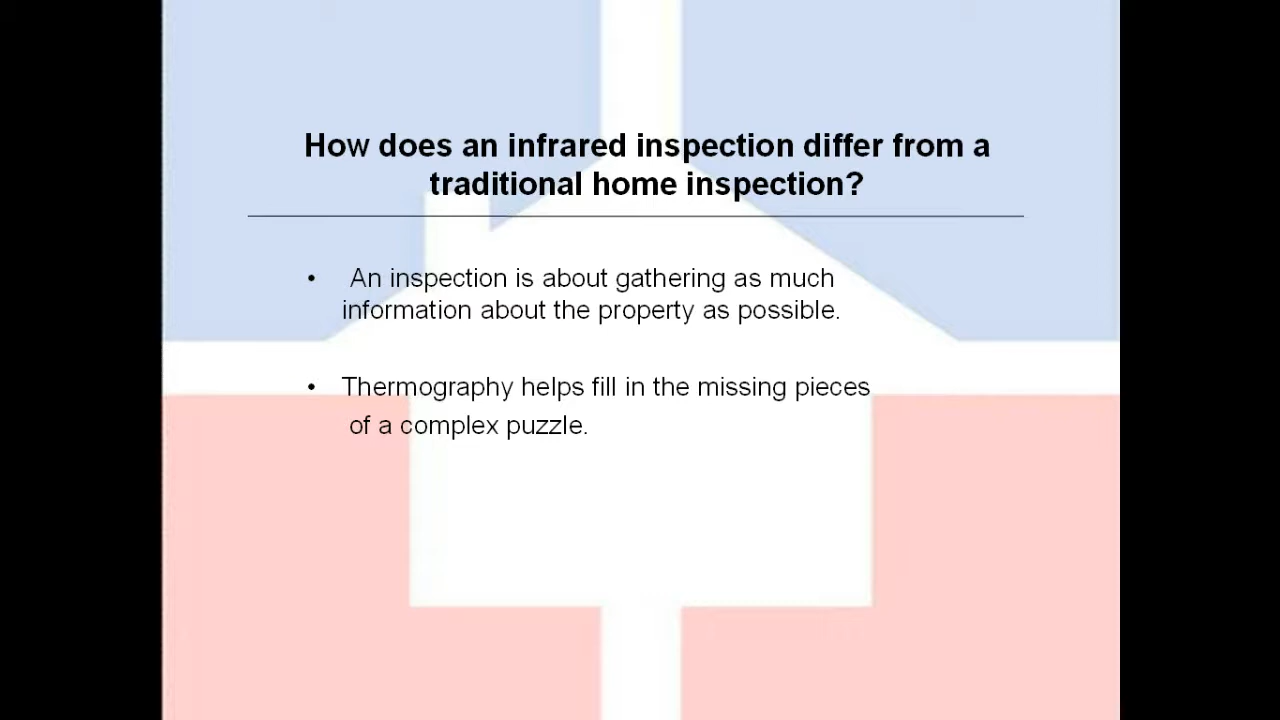 How does an infrared inspection differ from a
traditional home inspection?
• An inspection is about gathering as much
information about the property as possible.
• Thermography helps fill in the missing pieces
of a complex puzzle.